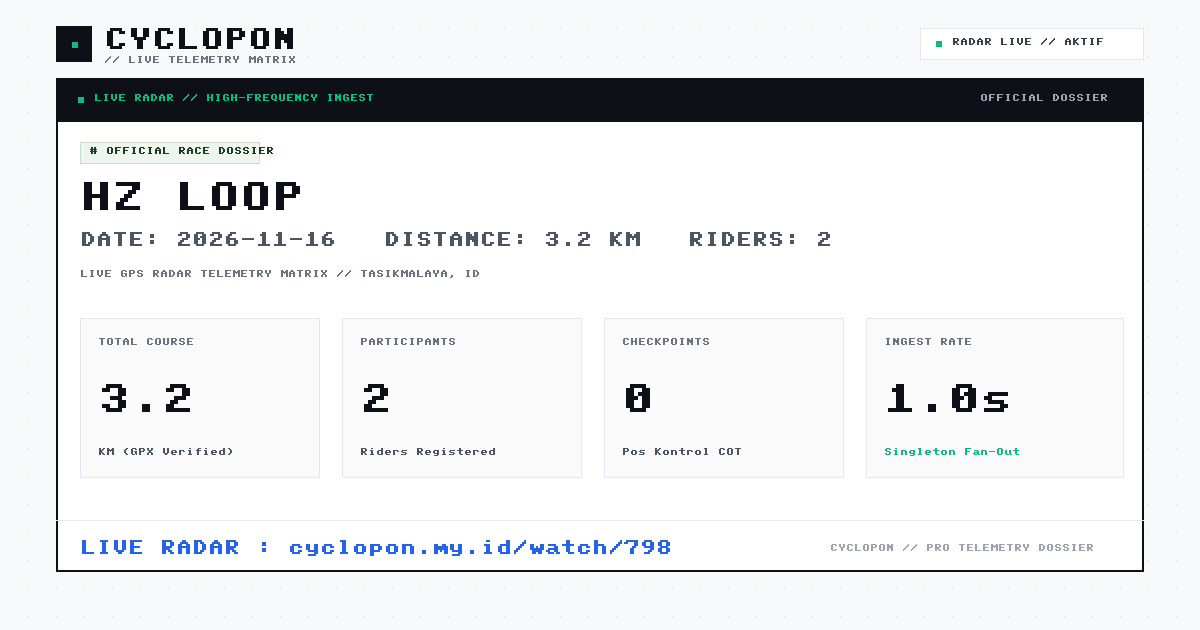 CYCLOPON
// LIVE TELEMETRY MATRIX
RADAR LIVE // AKTIF
LIVE RADAR // HIGH-FREQUENCY INGEST
OFFICIAL DOSSIER
# OFFICIAL RACE DOSSIER
HZ LOOP
DATE: 2026-11-16 DISTANCE: 3.2 KM RIDERS: 2
LIVE GPS RADAR TELEMETRY MATRIX // TASIKMALAYA, ID
TOTAL COURSE
3.2
KM (GPX Verified)
PARTICIPANTS
2
Riders Registered
CHECKPOINTS
0
Pos Kontrol COT
INGEST RATE
1.0s
Singleton Fan-Out
LIVE RADAR : cyclopon.my.id/watch/798
CYCLOPON // PRO TELEMETRY DOSSIER